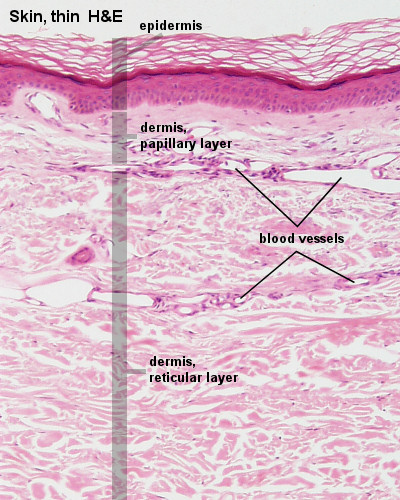 Skin, thin H&E
epidermis
dermis,
papillary layer
blood vessels
dermis,
reticular layer